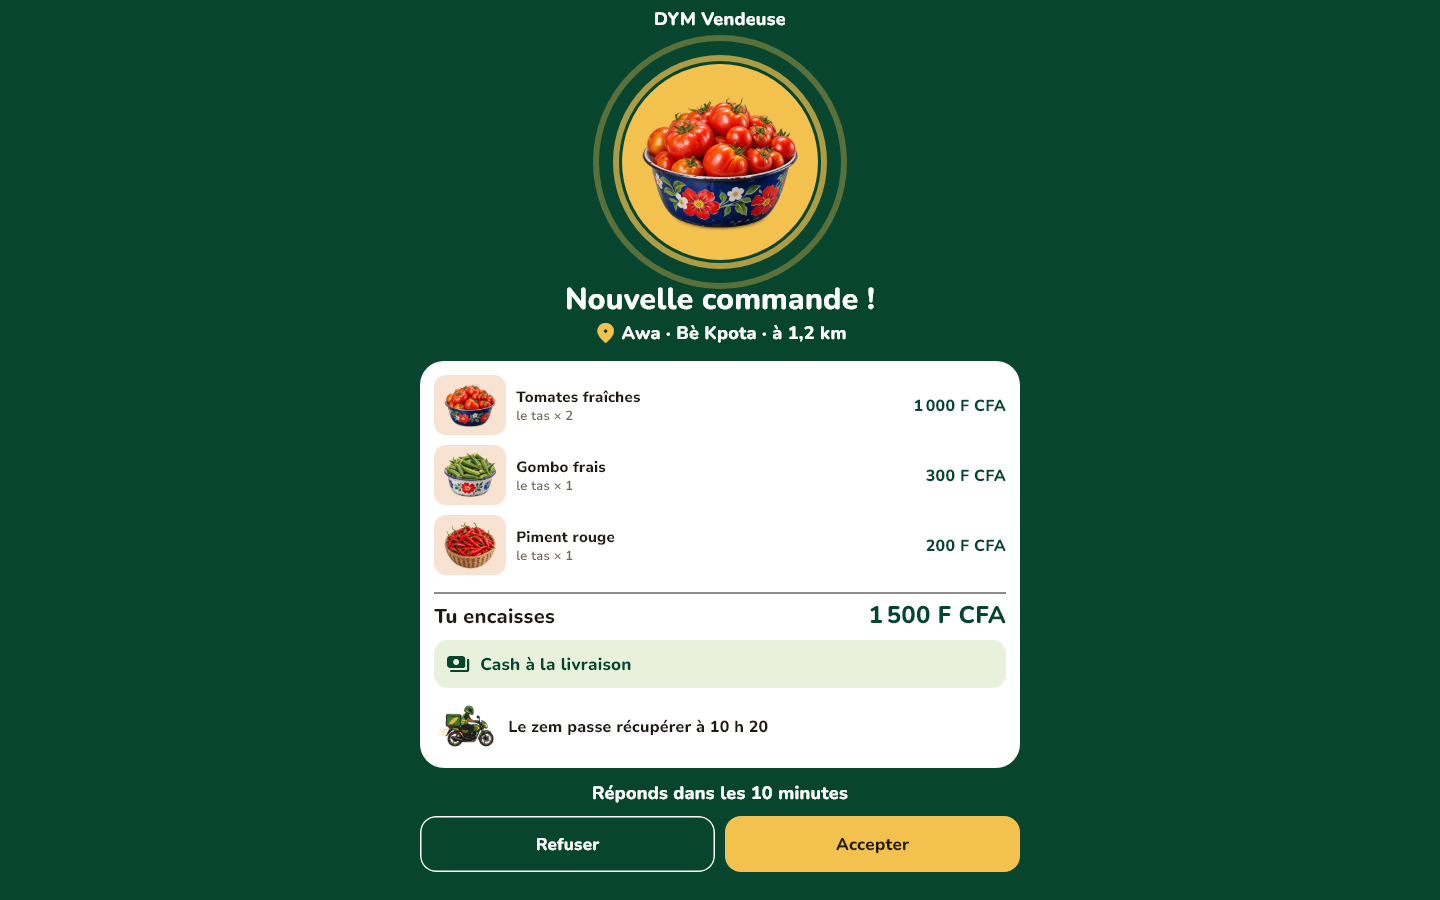 DYM Vendeuse
Nouvelle commande !
Awa · Bè Kpota · à 1,2 km
Tomates fraîches
le tas × 2
1 000 F CFA
Gombo frais
le tas × 1
300 F CFA
Piment rouge
le tas × 1
200 F CFA
Tu encaisses
1 500 F CFA
Cash à la livraison
Le zem passe récupérer à 10 h 20
Réponds dans les 10 minutes
Refuser
Accepter